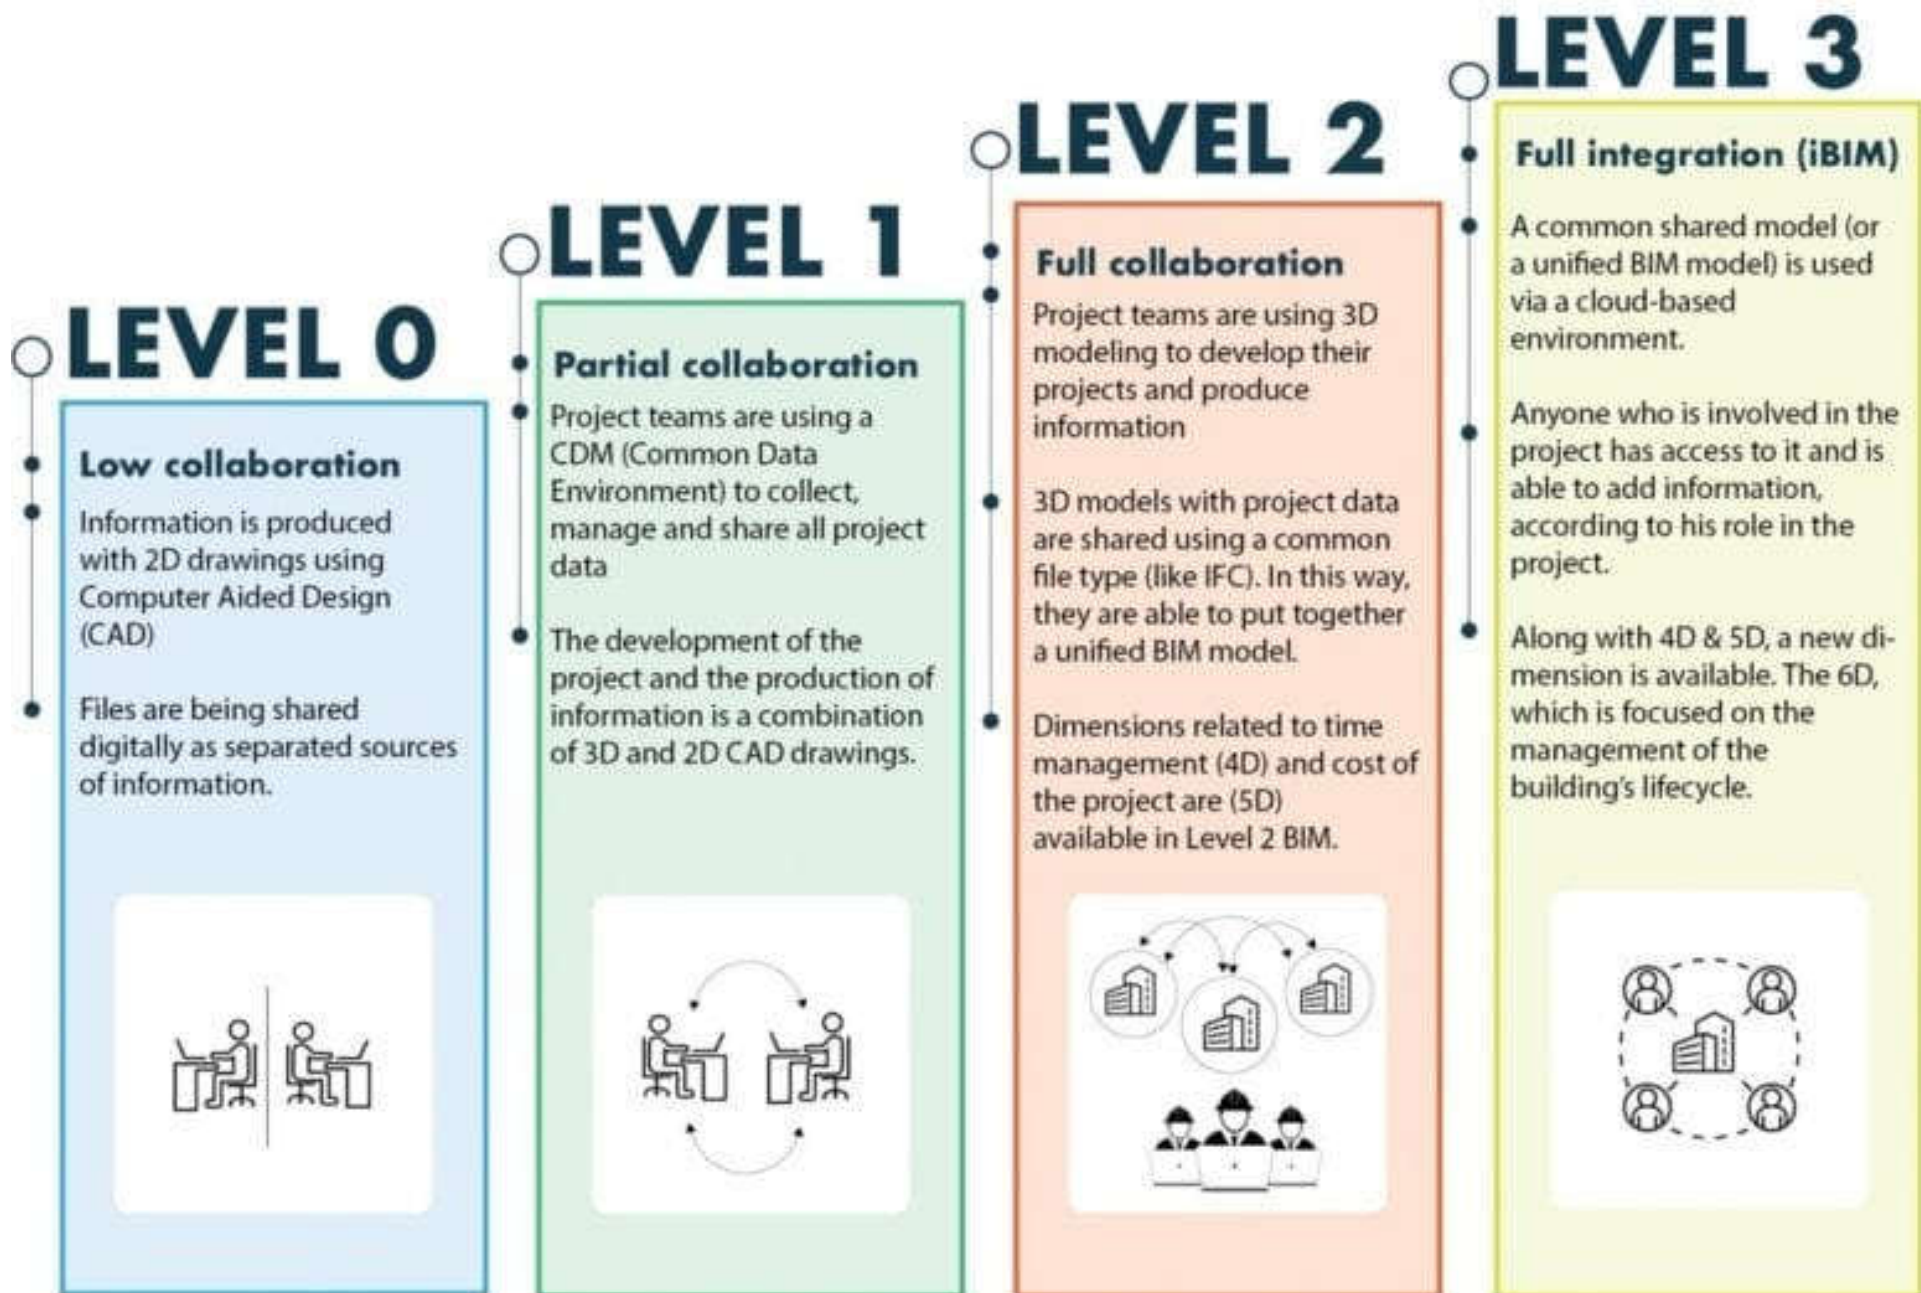 LEVEL 0
Low collaboration
Information is produced
with 2D drawings using
Computer Aided Design
(CAD)
Files are being shared
digitally as separated sources
of information.
LEVEL 1
Partial collaboration
Project teams are using a
CDM (Common Data
Environment) to collect,
manage and share all project
data
The development of the
project and the production of
information is a combination
of 3D and 2D CAD drawings.
LEVEL 2
Full collaboration
Project teams are using 3D
modeling to develop their
projects and produce
information
3D models with project data
are shared using a common
file type (like IFC). In this way,
they are able to put together
a unified BIM model.
Dimensions related to time
management (4D) and cost of
the project are (5D)
available in Level 2 BIM.
LEVEL 3
Full integration (iBIM)
A common shared model (or
a unified BIM model) is used
via a cloud-based
environment.
Anyone who is involved in the
project has access to it and is
able to add information,
according to his role in the
project.
Along with 4D & 5D, a new di-
mension is available. The 6D,
which is focused on the
management of the
building's lifecycle.